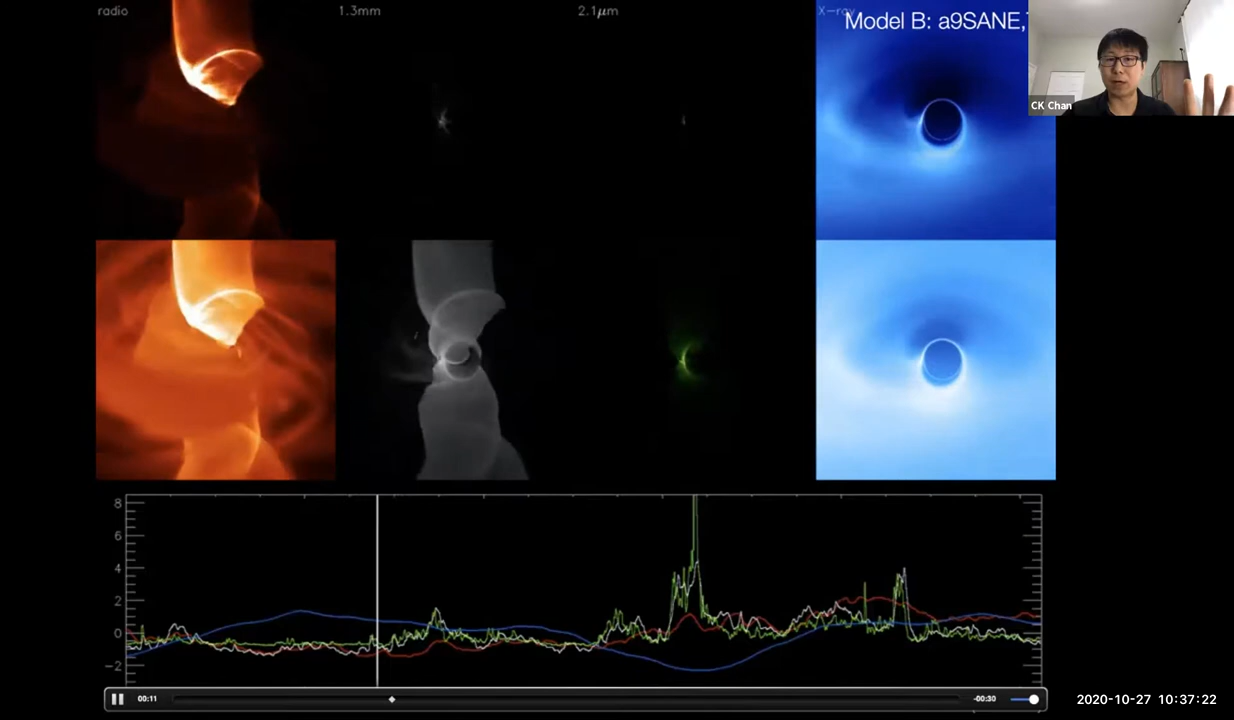 radio
1.3mm
2.1μm
X-ray
Model B: a9SANE,
CK Chan
8
6
4
2
0
−2
00:11
-00:30
2020-10-27 10:37:22